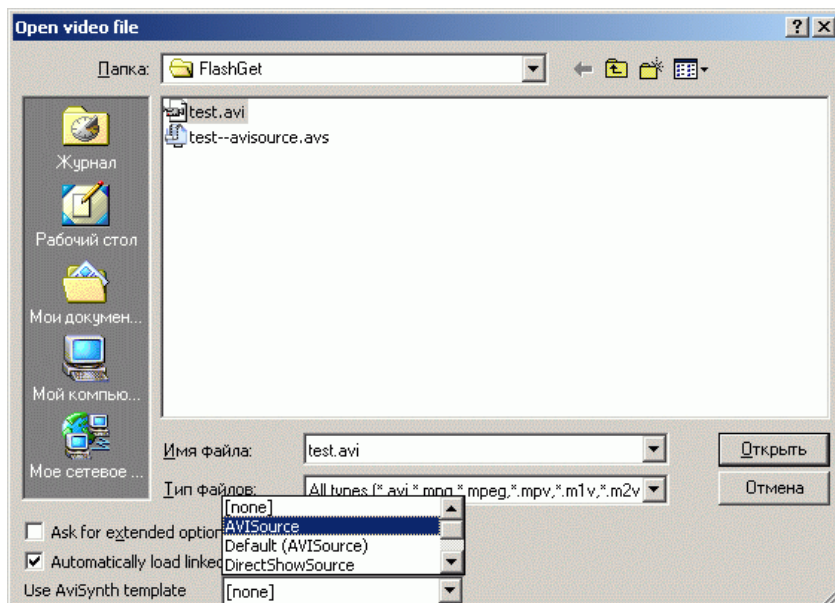 Open video file
Папка: FlashGet
test.avi
test--avisource.avs
Журнал
Рабочий стол
Мои докумен...
Мой компью...
Мое сетевое ...
Имя файла: test.avi Открыть
Тип файлов: All types (*.avi,*.mpg,*.mpeg,*.mpv,*.m1v,*.m2v Отмена
[none]
AVISource
Default (AVISource)
DirectShowSource
Ask for extended option
Automatically load linked
Use AviSynth template [none]